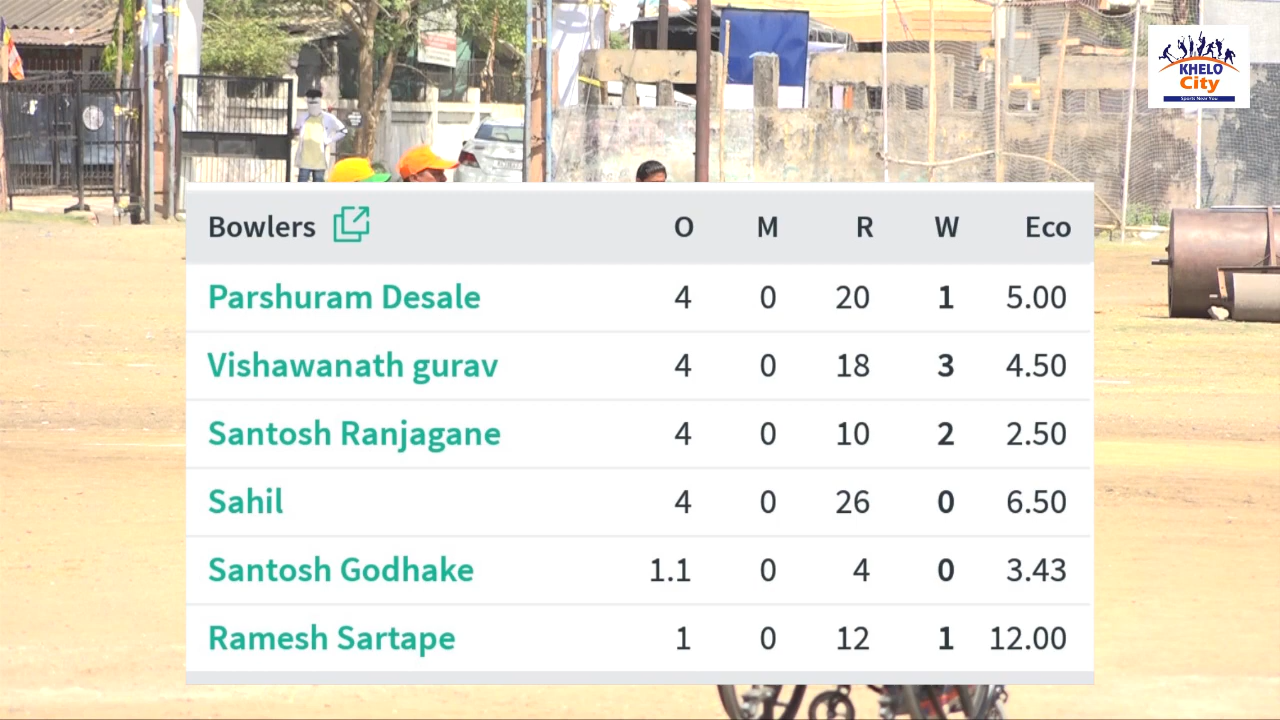 KHELO
City
Sports Near You
Bowlers O M R W Eco
Parshuram Desale 4 0 20 1 5.00
Vishawanath gurav 4 0 18 3 4.50
Santosh Ranjagane 4 0 10 2 2.50
Sahil 4 0 26 0 6.50
Santosh Godhake 1.1 0 4 0 3.43
Ramesh Sartape 1 0 12 1 12.00